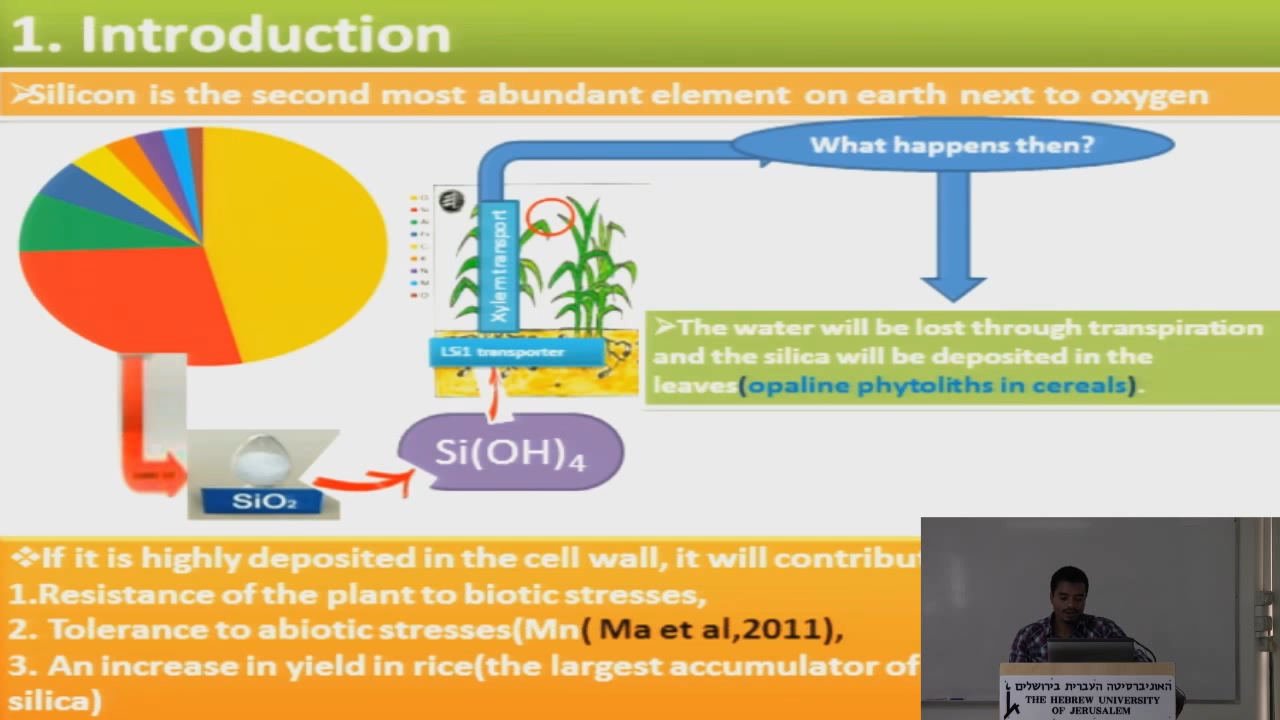 1. Introduction
➢Silicon is the second most abundant element on earth next to oxygen
What happens then?
Xylem transport
LSi1 transporter
➢The water will be lost through transpiration
and the silica will be deposited in the
leaves(opaline phytoliths in cereals).
Si(OH)4
SiO2
❖If it is highly deposited in the cell wall, it will
1.Resistance of the plant to biotic stresses,
2. Tolerance to abiotic stresses(Mn( Ma et al,2011),
3. An increase in yield in rice(the largest accumulator of
silica)
האוניברסיטה העברית בירושלים
THE HEBREW UNIVERSITY
OF JERUSALEM